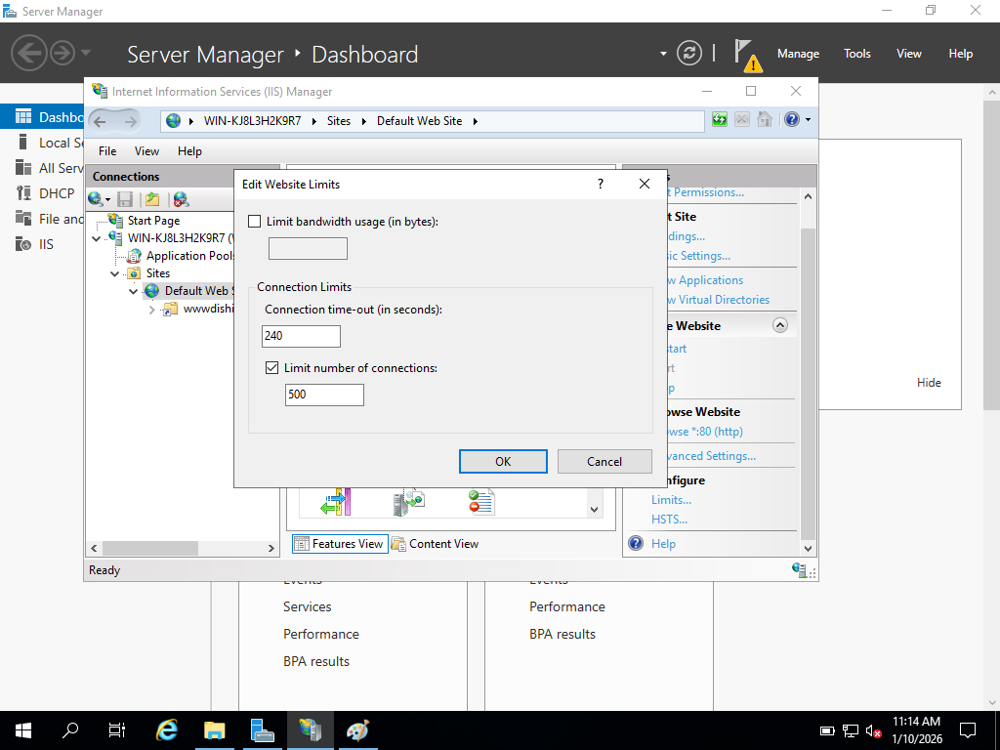 Server Manager
Server Manager • Dashboard
Manage
Tools
View
Help
Internet Information Services (IIS) Manager
WIN-KJ8L3H2K9R7
Sites
Default Web Site
File
View
Help
Dashbo
Local Se
All Serv
DHCP
File and
IIS
Connections
Start Page
WIN-KJ8L3H2K9R7 (
Application Pools
Sites
Default Web S
wwwdishi
Edit Website Limits
?
Limit bandwidth usage (in bytes):
Connection Limits
Connection time-out (in seconds):
240
Limit number of connections:
500
OK
Cancel
s
t Permissions...
t Site
dings...
sic Settings...
w Applications
w Virtual Directories
e Website
start
rt
p
owse Website
wse *:80 (http)
vanced Settings...
nfigure
Limits...
HSTS...
Help
Hide
Features View
Content View
Ready
Events
Services
Performance
BPA results
Events
Performance
BPA results
11:14 AM
1/10/2026